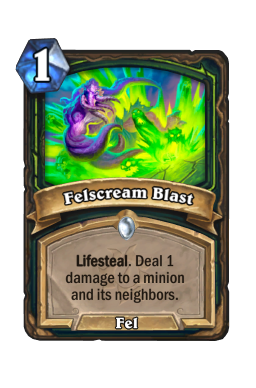 1
Felscream Blast
Lifesteal. Deal 1
damage to a minion
and its neighbors.
Fel